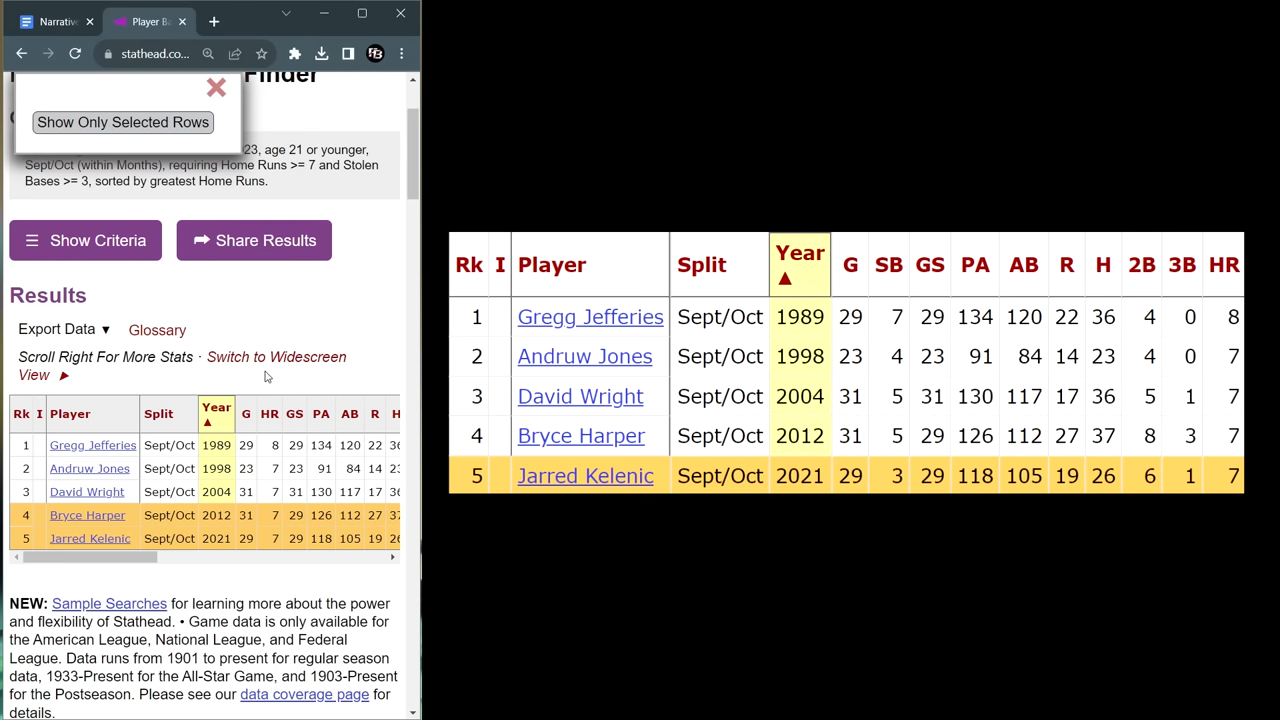 Narrative
Player Ba
stathead.co...
Finder
Show Only Selected Rows
23, age 21 or younger,
Sept/Oct (within Months), requiring Home Runs >= 7 and Stolen
Bases >= 3, sorted by greatest Home Runs.
Show Criteria
Share Results
Results
Export Data ▼ Glossary
Scroll Right For More Stats · Switch to Widescreen
View ▶
Rk I Player Split Year ▲ G HR GS PA AB R H
1 Gregg Jefferies Sept/Oct 1989 29 8 29 134 120 22 36
2 Andruw Jones Sept/Oct 1998 23 7 23 91 84 14 23
3 David Wright Sept/Oct 2004 31 7 31 130 117 17 36
4 Bryce Harper Sept/Oct 2012 31 7 29 126 112 27 37
5 Jarred Kelenic Sept/Oct 2021 29 7 29 118 105 19 26
NEW: Sample Searches for learning more about the power
and flexibility of Stathead. • Game data is only available for
the American League, National League, and Federal
League. Data runs from 1901 to present for regular season
data, 1933-Present for the All-Star Game, and 1903-Present
for the Postseason. Please see our data coverage page for
details.
Rk I Player Split Year ▲ G SB GS PA AB R H 2B 3B HR
1 Gregg Jefferies Sept/Oct 1989 29 7 29 134 120 22 36 4 0 8
2 Andruw Jones Sept/Oct 1998 23 4 23 91 84 14 23 4 0 7
3 David Wright Sept/Oct 2004 31 5 31 130 117 17 36 5 1 7
4 Bryce Harper Sept/Oct 2012 31 5 29 126 112 27 37 8 3 7
5 Jarred Kelenic Sept/Oct 2021 29 3 29 118 105 19 26 6 1 7